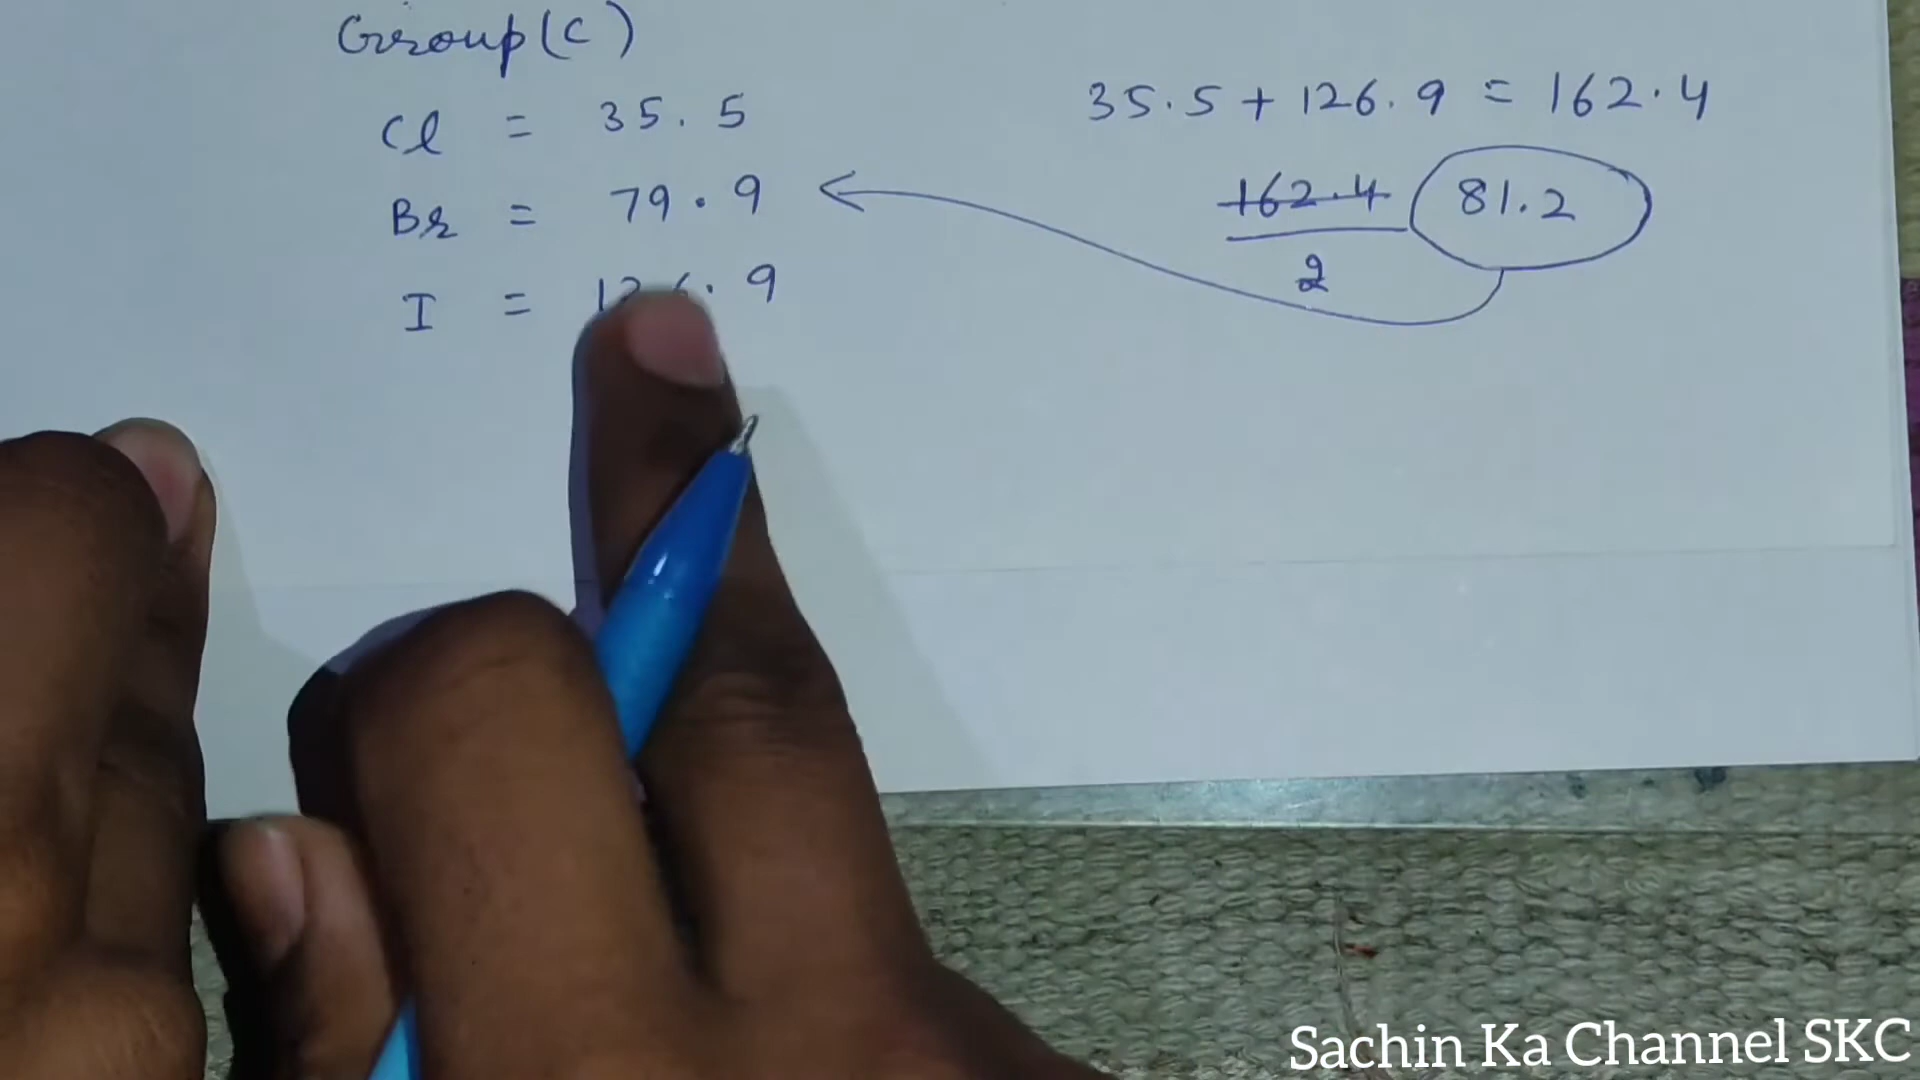 Group (C)
Cl = 35.5
Br = 79.9
I = 126.9
35.5 + 126.9 = 162.4
162.4
2
81.2
Sachin Ka Channel SKC